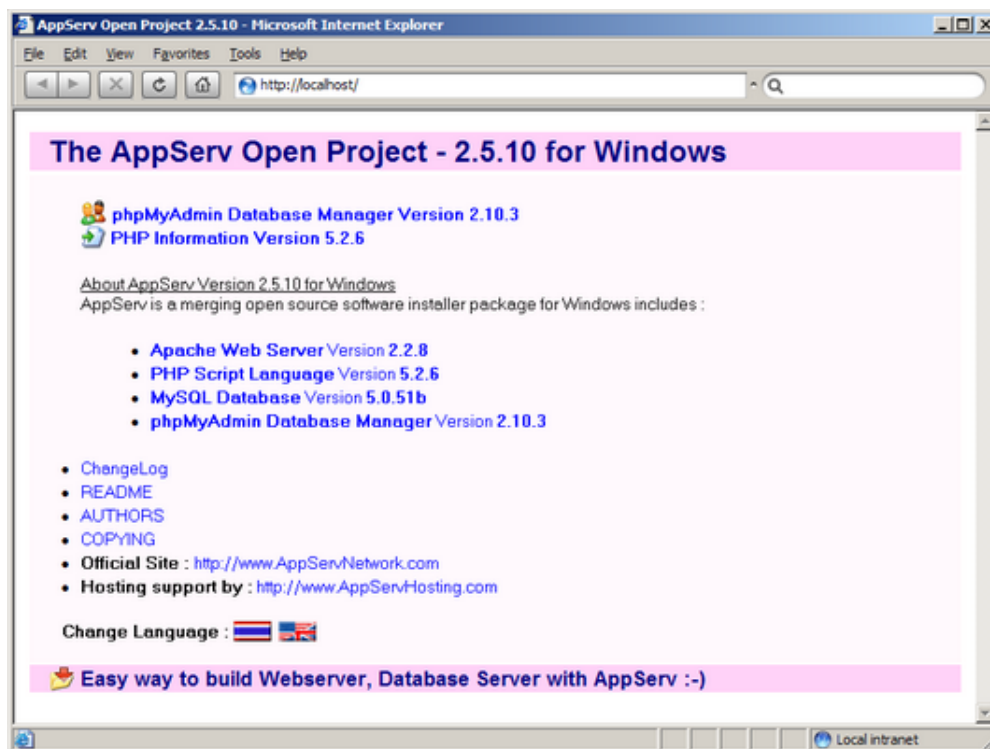 AppServ Open Project 2.5.10 - Microsoft Internet Explorer
File Edit View Favorites Tools Help
http://localhost/
The AppServ Open Project - 2.5.10 for Windows
phpMyAdmin Database Manager Version 2.10.3
PHP Information Version 5.2.6
About AppServ Version 2.5.10 for Windows
AppServ is a merging open source software installer package for Windows includes :
Apache Web Server Version 2.2.8
PHP Script Language Version 5.2.6
MySQL Database Version 5.0.51b
phpMyAdmin Database Manager Version 2.10.3
ChangeLog
README
AUTHORS
COPYING
Official Site : http://www.AppServNetwork.com
Hosting support by : http://www.AppServHosting.com
Change Language :
Easy way to build Webserver, Database Server with AppServ :-)
Local intranet